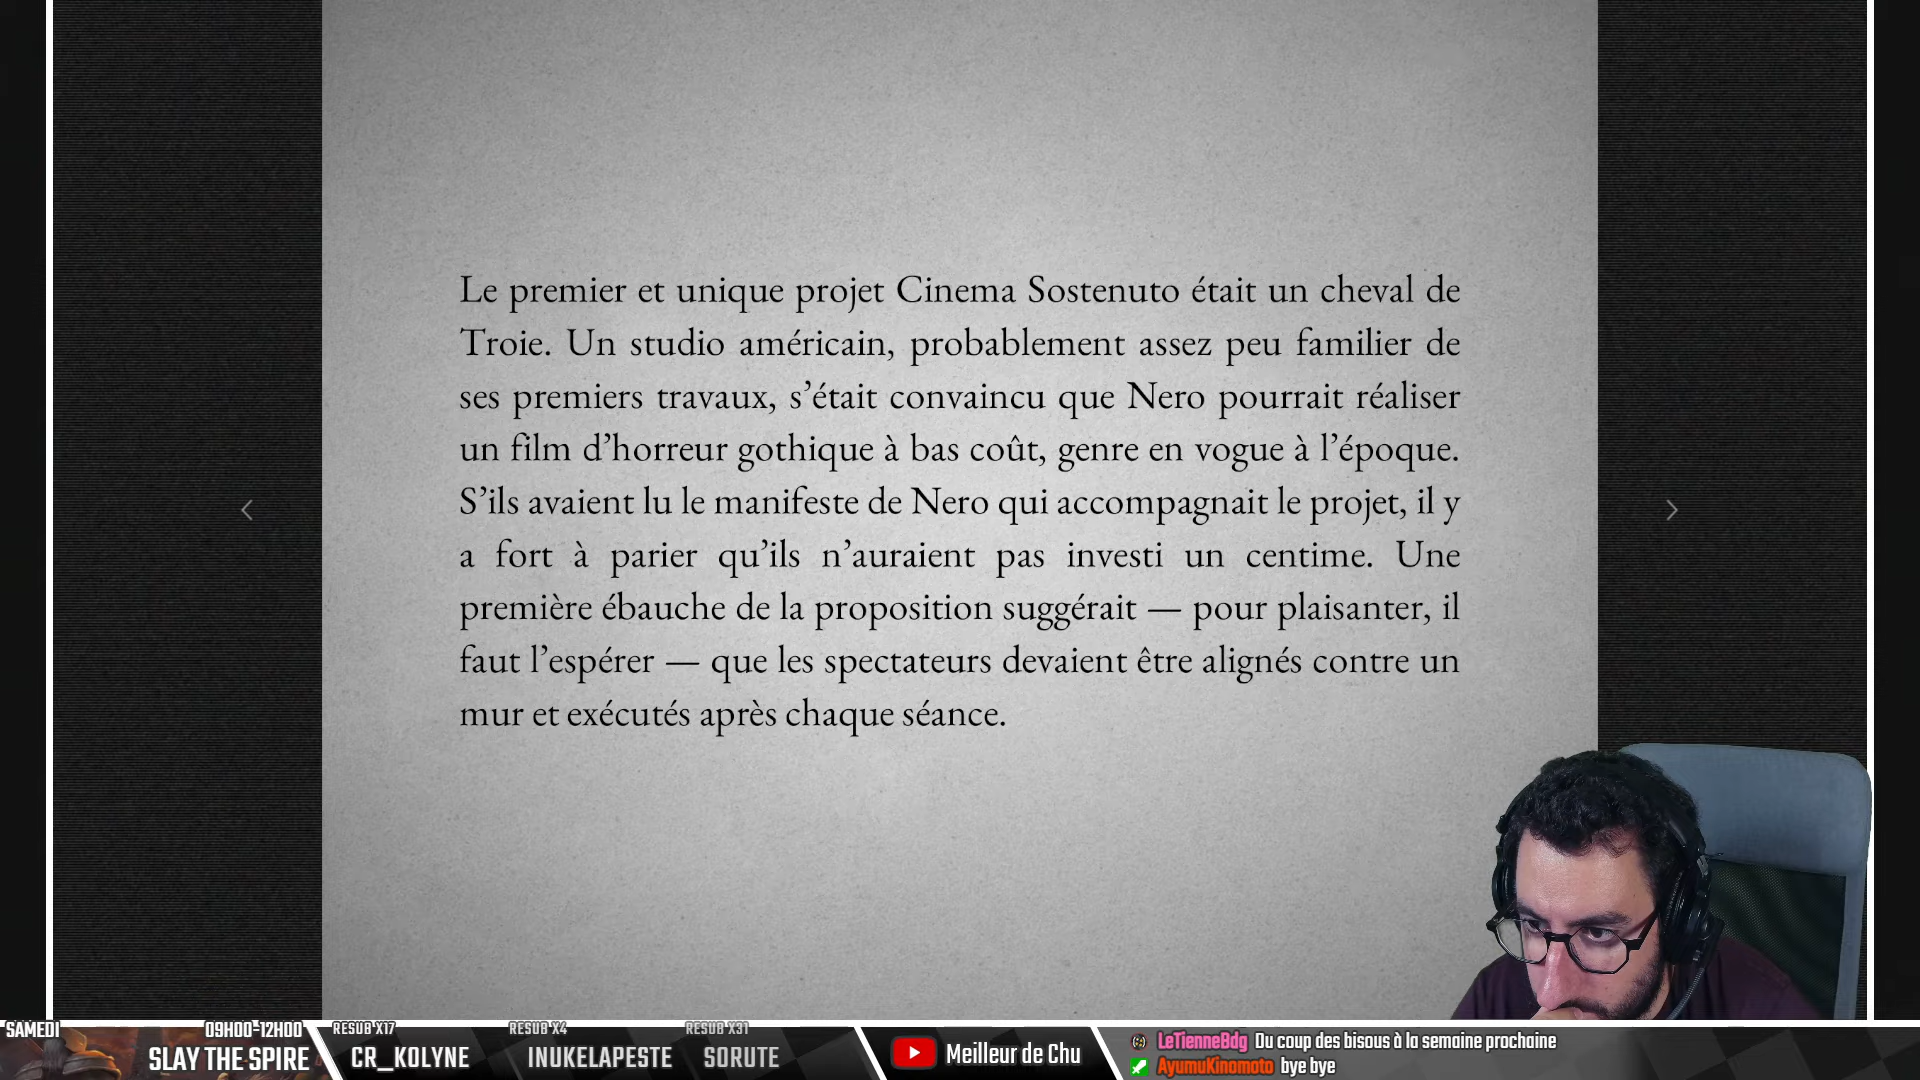 Le premier et unique projet Cinema Sostenuto était un cheval de
Troie. Un studio américain, probablement assez peu familier de
ses premiers travaux, s’était convaincu que Nero pourrait réaliser
un film d’horreur gothique à bas coût, genre en vogue à l’époque.
S’ils avaient lu le manifeste de Nero qui accompagnait le projet, il y
a fort à parier qu’ils n’auraient pas investi un centime. Une
première ébauche de la proposition suggérait — pour plaisanter, il
faut l’espérer — que les spectateurs devaient être alignés contre un
mur et exécutés après chaque séance.
SAMEDI
09H00-12H00
SLAY THE SPIRE
RESUB X17
CR_KOLYNE
RESUB X4
INUKELAPESTE
RESUB X31
SORUTE
Meilleur de Chu
LeTienneBdg Du coup des bisous à la semaine prochaine
AyumuKinomoto bye bye